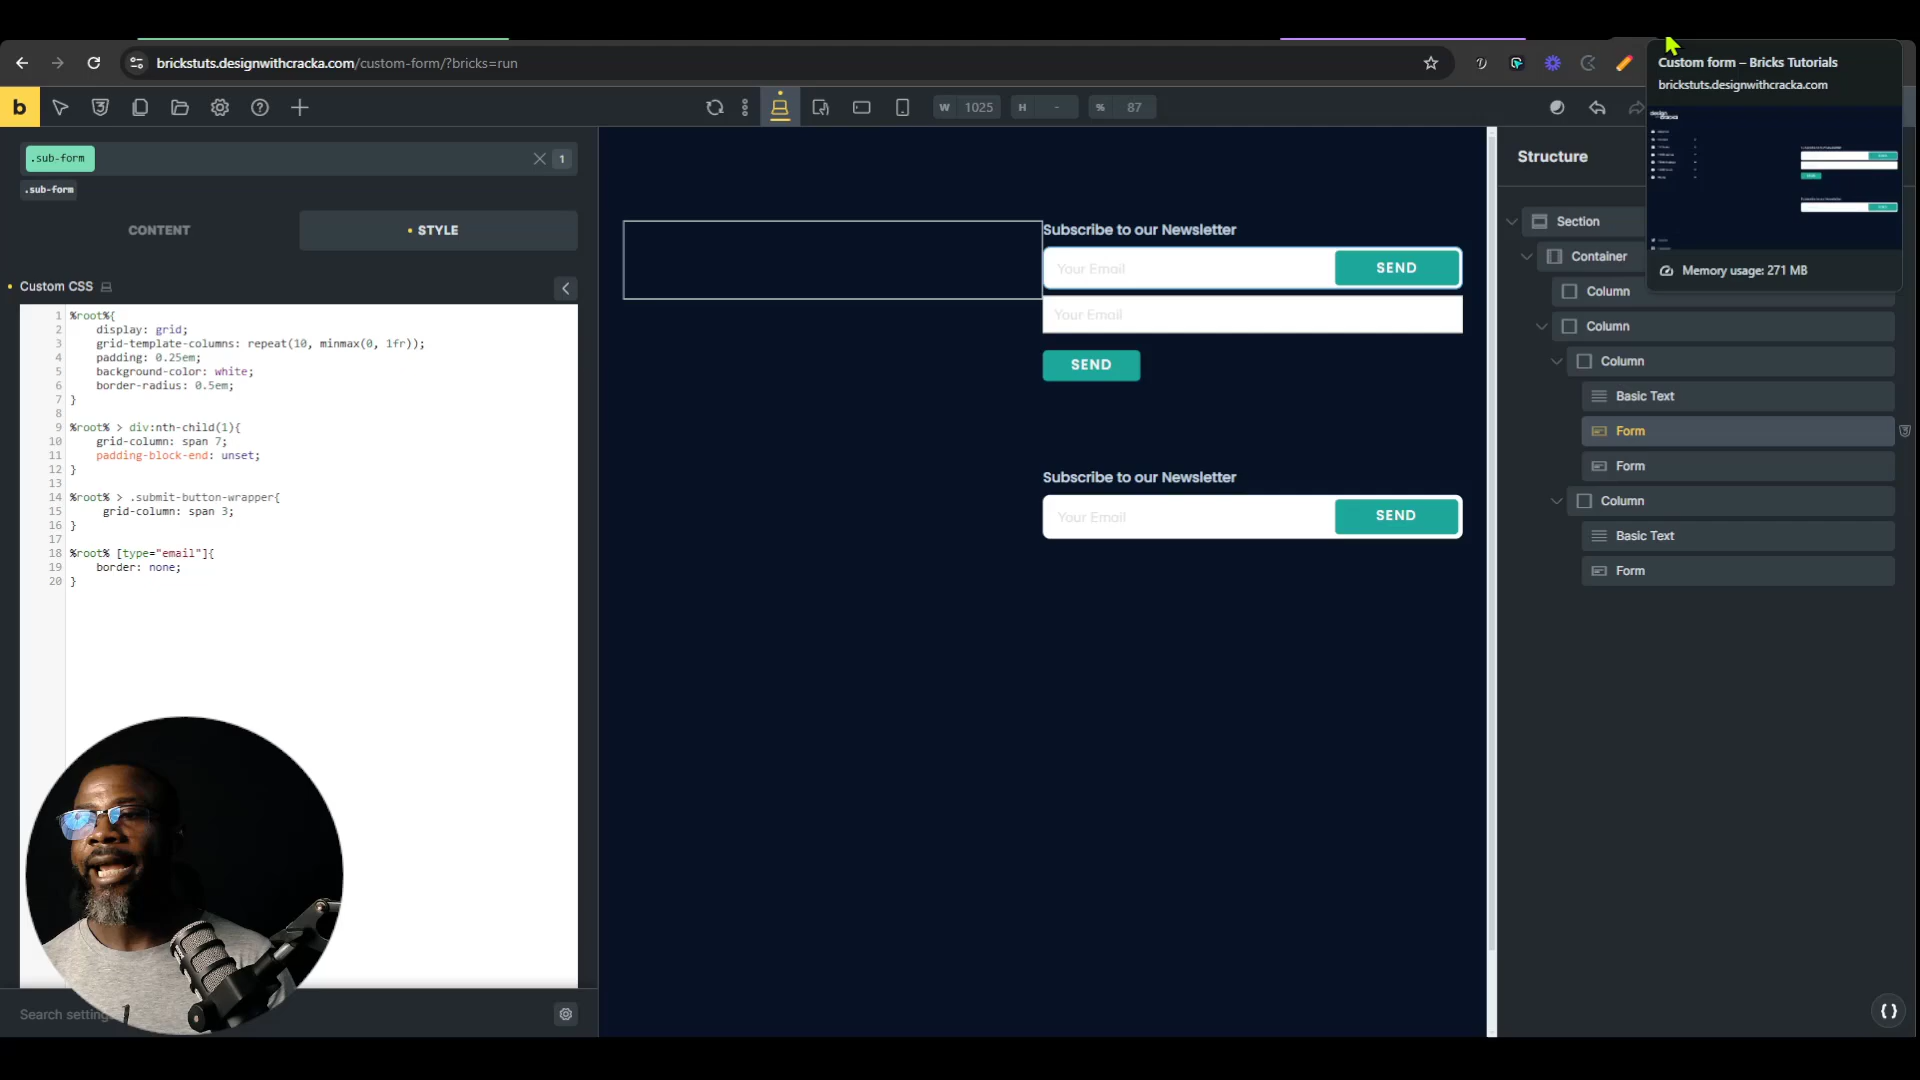 brickstuts.designwithcracka.com/custom-form/?bricks=run
Custom form – Bricks Tutorials
brickstuts.designwithcracka.com
Memory usage: 271 MB
b
W 1025
H -
% 87
.sub-form
1
.sub-form
CONTENT
STYLE
Custom CSS
1 %root%{
2 display: grid;
3 grid-template-columns: repeat(10, minmax(0, 1fr));
4 padding: 0.25em;
5 background-color: white;
6 border-radius: 0.5em;
7 }
8
9 %root% > div:nth-child(1){
10 grid-column: span 7;
11 padding-block-end: unset;
12 }
13
14 %root% > .submit-button-wrapper{
15 grid-column: span 3;
16 }
17
18 %root% [type="email"]{
19 border: none;
20 }
Search setting
Subscribe to our Newsletter
Your Email
SEND
Your Email
SEND
Subscribe to our Newsletter
Your Email
SEND
Structure
Section
Container
Column
Column
Column
Basic Text
Form
Form
Column
Basic Text
Form